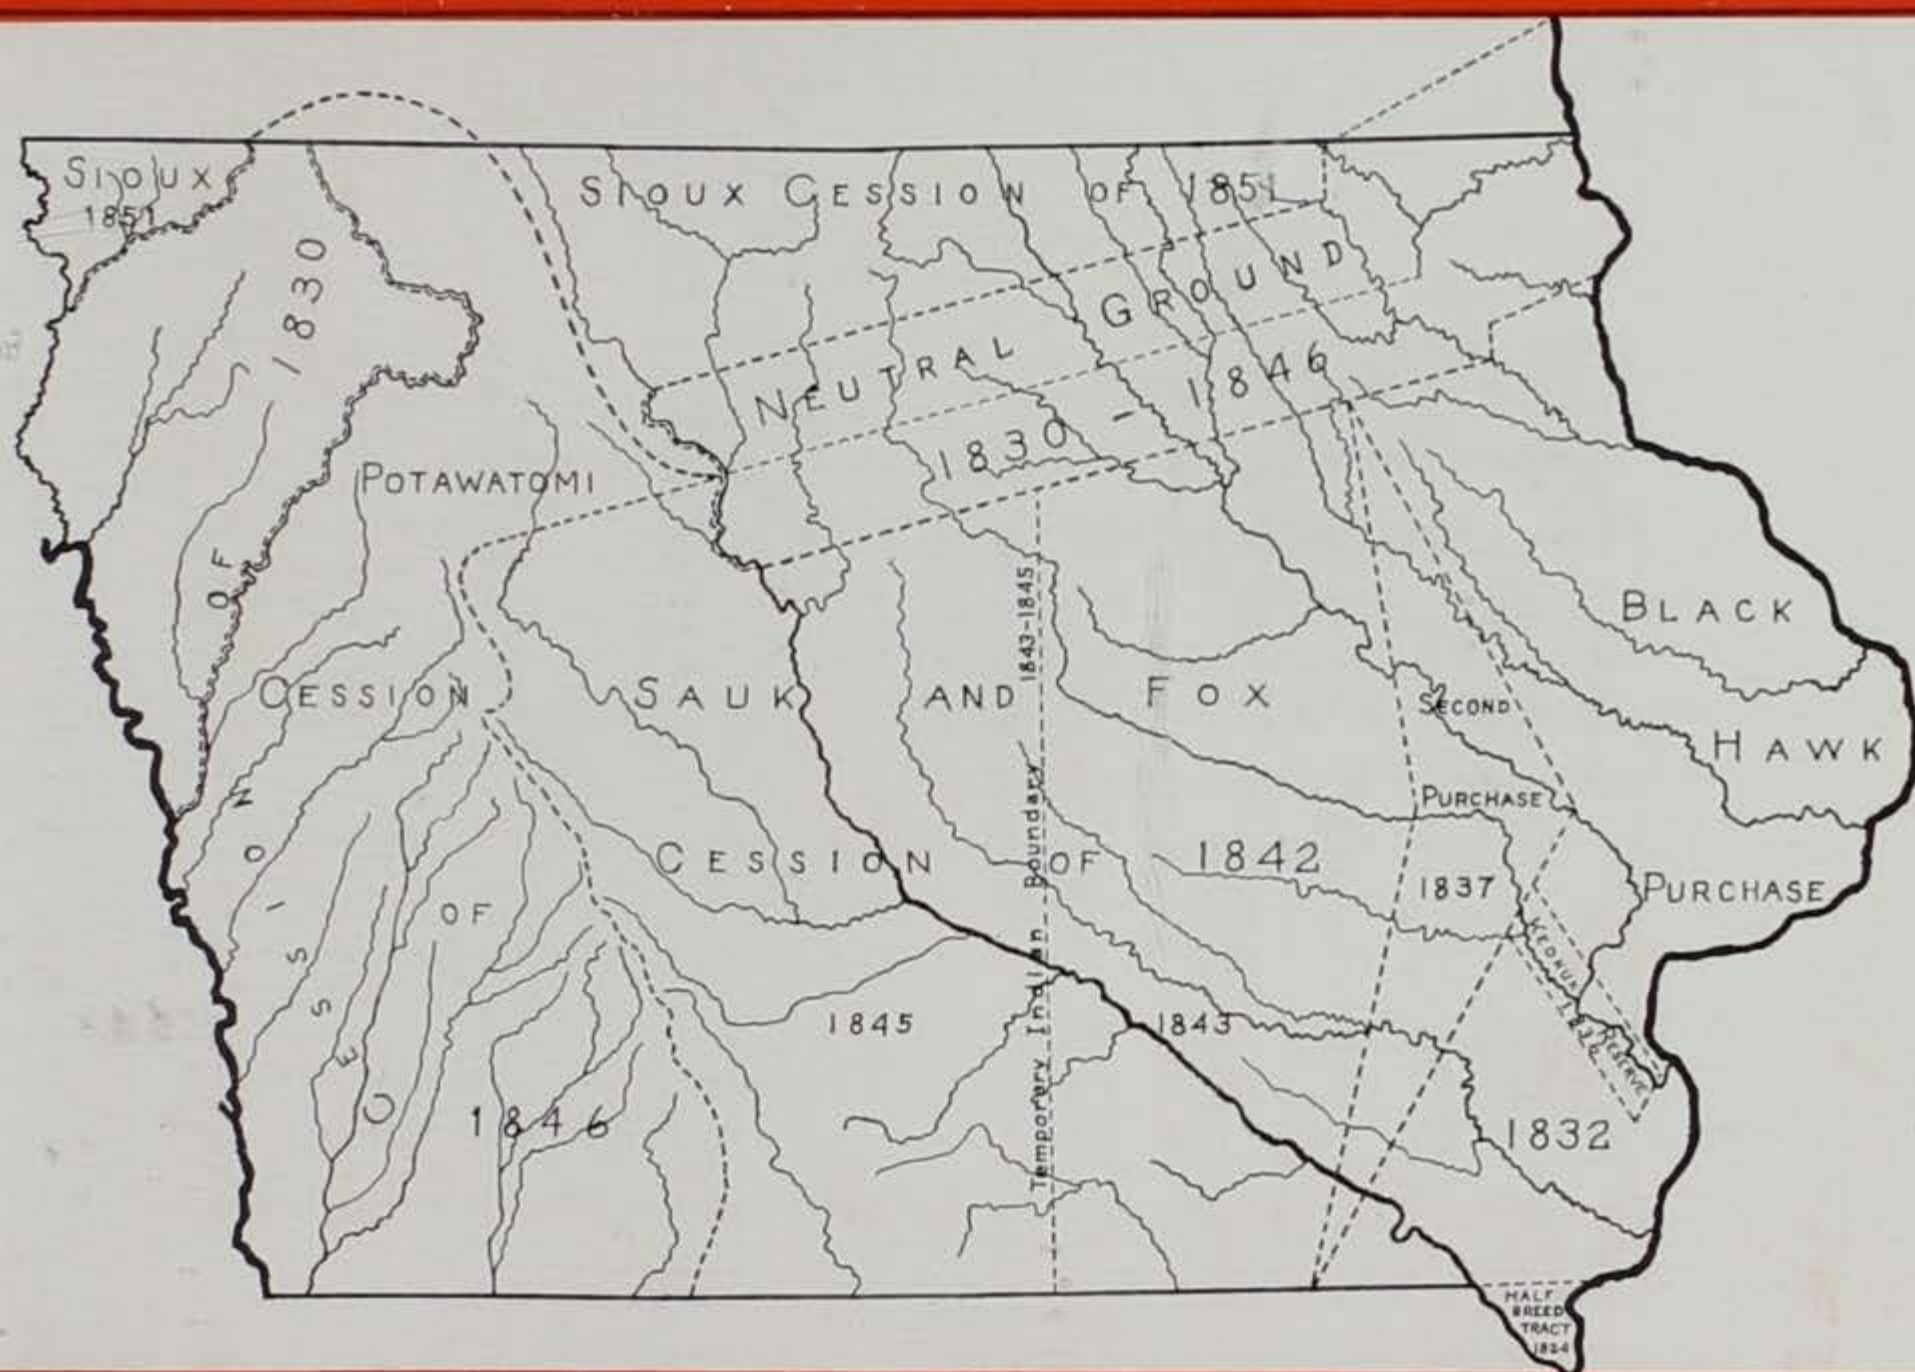 SIOUX
1851
SIOUX CESSION OF 1851
CESSION OF 1830
NEUTRAL GROUND
1830 - 1846
POTAWATOMI
CESSION
OF
1846
SAUK AND FOX
CESSION OF 1842
1845
1843
Temporary Indian Boundary 1843-1845
SECOND
PURCHASE
1837
BLACK
HAWK
PURCHASE
1832
KEOKUK
RESERVE
1836
HALF
BREED
TRACT
1824